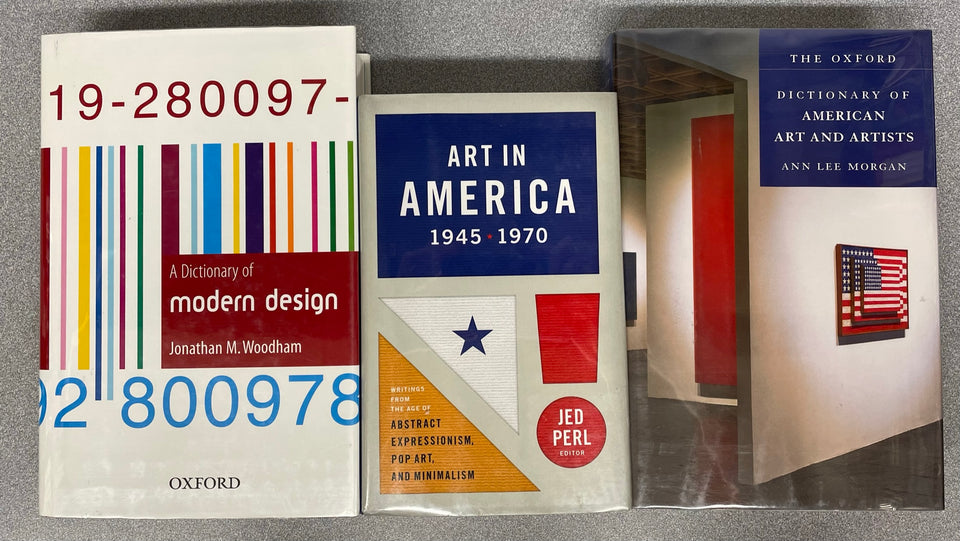 19-280097-
A Dictionary of
modern design
Jonathan M. Woodham
92 800978
OXFORD
ART IN
AMERICA
1945 ★ 1970
WRITINGS
FROM
THE AGE OF
ABSTRACT
EXPRESSIONISM,
POP ART,
AND MINIMALISM
JED
PERL
EDITOR
THE OXFORD
DICTIONARY OF
AMERICAN
ART AND ARTISTS
ANN LEE MORGAN